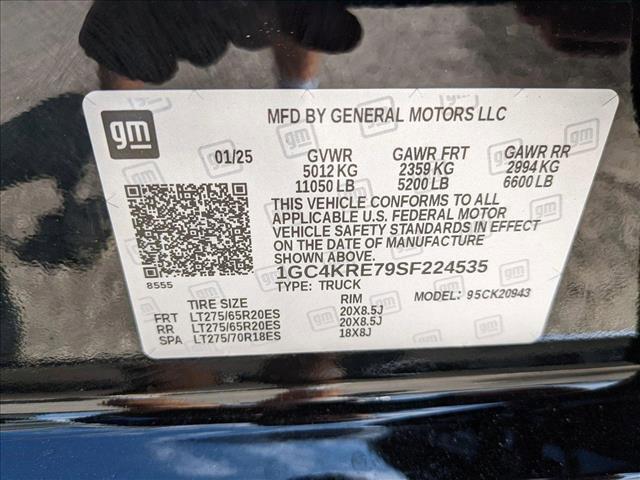 gm
MFD BY GENERAL MOTORS LLC
01/25 GVWR GAWR FRT GAWR RR
5012 KG 2359 KG 2994 KG
11050 LB 5200 LB 6600 LB
THIS VEHICLE CONFORMS TO ALL
APPLICABLE U.S. FEDERAL MOTOR
VEHICLE SAFETY STANDARDS IN EFFECT
ON THE DATE OF MANUFACTURE SHOWN ABOVE.
1GC4KRE79SF224535
8555
TYPE: TRUCK MODEL: 95CK20943
TIRE SIZE RIM
FRT LT275/65R20ES 20X8.5J
RR LT275/65R20ES 20X8.5J
SPA LT275/70R18ES 18X8J